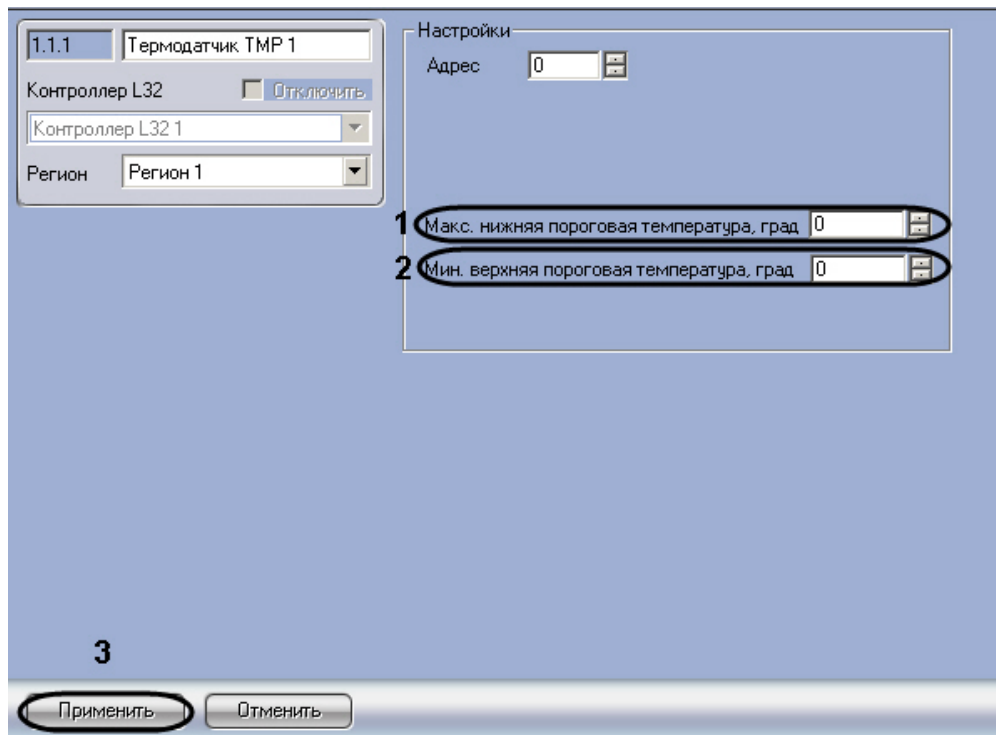 1.1.1 Термодатчик ТМР 1
Контроллер L32 Отключить
Контроллер L32 1
Регион Регион 1
Настройки
Адрес 0
1 Макс. нижняя пороговая температура, град 0
2 Мин. верхняя пороговая температура, град 0
3
Применить Отменить